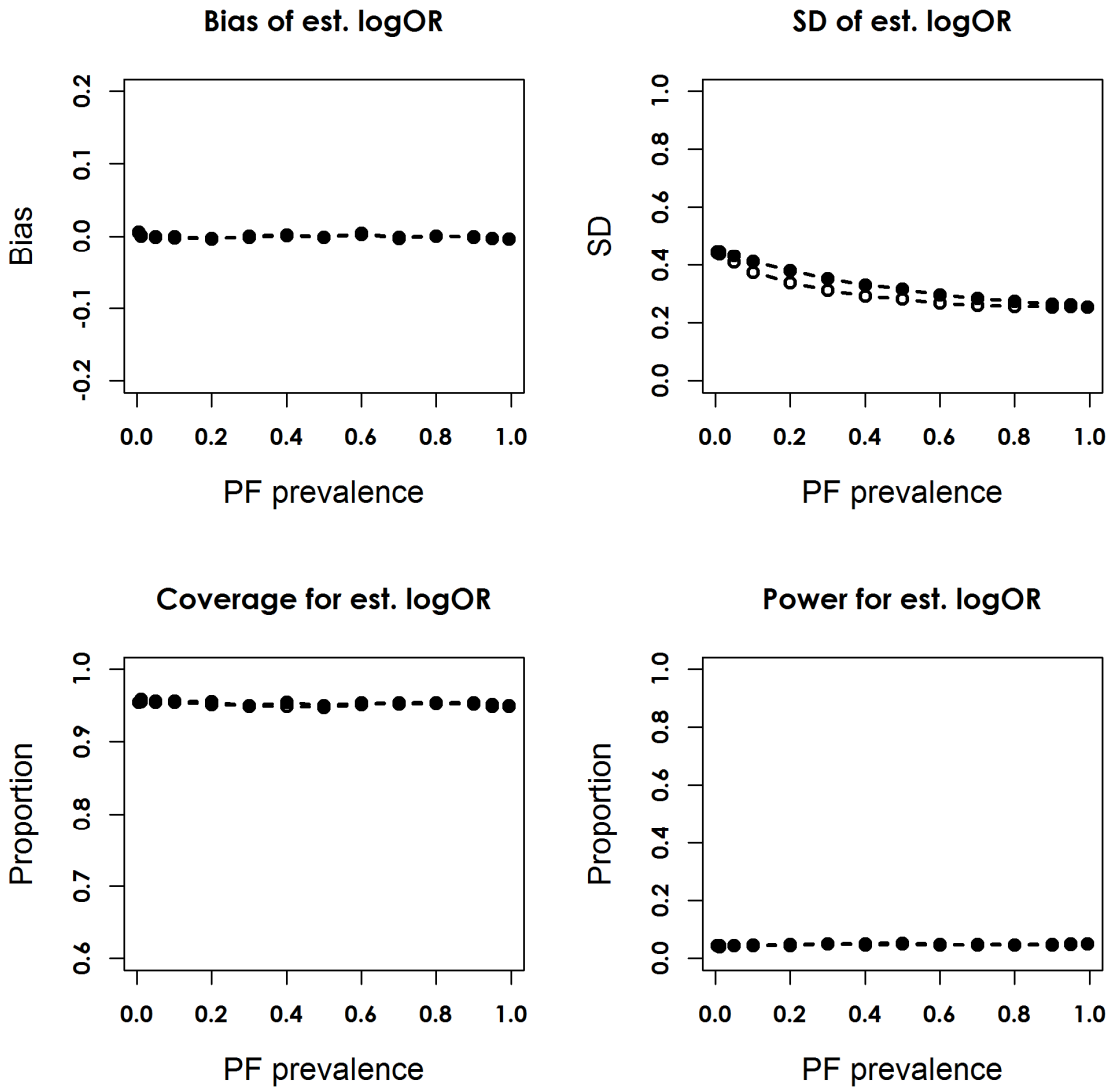 Bias of est. logOR
Bias
0.2
0.1
0.0
-0.1
-0.2
0.0 0.2 0.4 0.6 0.8 1.0
PF prevalence
SD of est. logOR
SD
1.0
0.8
0.6
0.4
0.2
0.0
0.0 0.2 0.4 0.6 0.8 1.0
PF prevalence
Coverage for est. logOR
Proportion
1.0
0.9
0.8
0.7
0.6
0.0 0.2 0.4 0.6 0.8 1.0
PF prevalence
Power for est. logOR
Proportion
1.0
0.8
0.6
0.4
0.2
0.0
0.0 0.2 0.4 0.6 0.8 1.0
PF prevalence